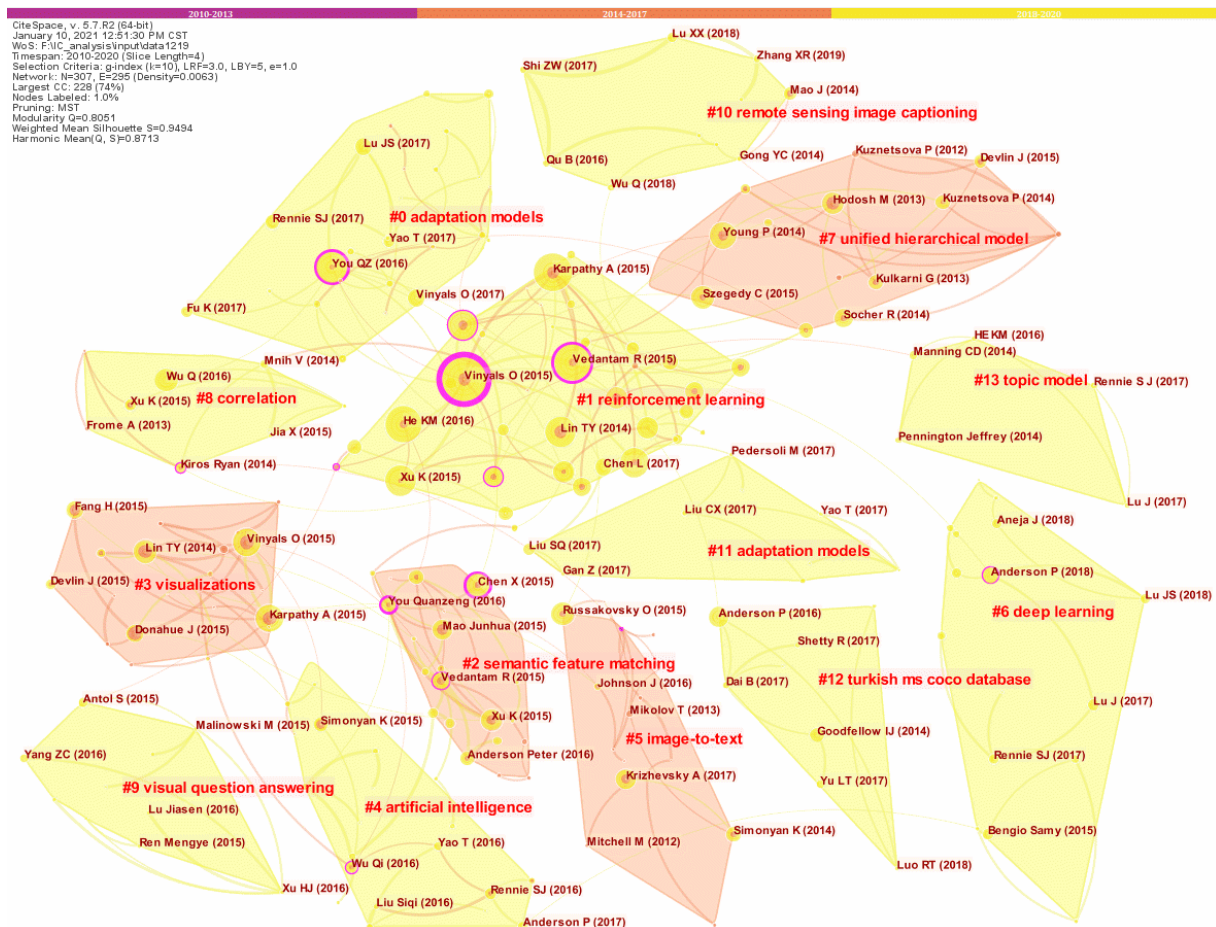 2010-2013
2014-2017
2018-2020
CiteSpace, v. 5.7.R2 (64-bit)
January 10, 2021 12:51:30 PM CST
WoS: F:\IC_analysis\input\data1219
Timespan: 2010-2020 (Slice Length=4)
Selection Criteria: g-index (k=10), LRF=3.0, LBY=5, e=1.0
Network: N=307, E=295 (Density=0.0063)
Largest CC: 228 (74%)
Nodes Labeled: 1.0%
Pruning: MST
Modularity Q=0.8051
Weighted Mean Silhouette S=0.9494
Harmonic Mean(Q, S)=0.8713
Lu XX (2018)
Shi ZW (2017)
Zhang XR (2019)
Mao J (2014)
#10 remote sensing image captioning
Qu B (2016)
Gong YC (2014)
Wu Q (2018)
Lu JS (2017)
Rennie SJ (2017)
#0 adaptation models
Yao T (2017)
You QZ (2016)
Fu K (2017)
Kuznetsova P (2012)
Devlin J (2015)
Hodosh M (2013)
Kuznetsova P (2014)
Young P (2014)
#7 unified hierarchical model
Kulkarni G (2013)
Szegedy C (2015)
Socher R (2014)
Karpathy A (2015)
Vinyals O (2017)
Vedantam R (2015)
Vinyals O (2015)
#1 reinforcement learning
He KM (2016)
Lin TY (2014)
Xu K (2015)
Chen L (2017)
Mnih V (2014)
Wu Q (2016)
Xu K (2015)
#8 correlation
Frome A (2013)
Jia X (2015)
Kiros Ryan (2014)
HE KM (2016)
Manning CD (2014)
#13 topic model
Rennie S J (2017)
Pennington Jeffrey (2014)
Lu J (2017)
Pedersoli M (2017)
Liu CX (2017)
Yao T (2017)
Liu SQ (2017)
#11 adaptation models
Gan Z (2017)
Fang H (2015)
Lin TY (2014)
Vinyals O (2015)
Devlin J (2015)
#3 visualizations
Donahue J (2015)
Karpathy A (2015)
Chen X (2015)
You Quanzeng (2016)
Mao Junhua (2015)
#2 semantic feature matching
Vedantam R (2015)
Xu K (2015)
Anderson Peter (2016)
Russakovsky O (2015)
Johnson J (2016)
Mikolov T (2013)
#5 image-to-text
Krizhevsky A (2017)
Mitchell M (2012)
Simonyan K (2014)
Anderson P (2016)
Shetty R (2017)
Dai B (2017)
#12 turkish ms coco database
Goodfellow IJ (2014)
Yu LT (2017)
Luo RT (2018)
Aneja J (2018)
Anderson P (2018)
Lu JS (2018)
#6 deep learning
Lu J (2017)
Rennie SJ (2017)
Bengio Samy (2015)
Antol S (2015)
Yang ZC (2016)
#9 visual question answering
Lu Jiasen (2016)
Ren Mengye (2015)
Xu HJ (2016)
Malinowski M (2015)
Simonyan K (2015)
#4 artificial intelligence
Yao T (2016)
Wu Qi (2016)
Rennie SJ (2016)
Liu Siqi (2016)
Anderson P (2017)